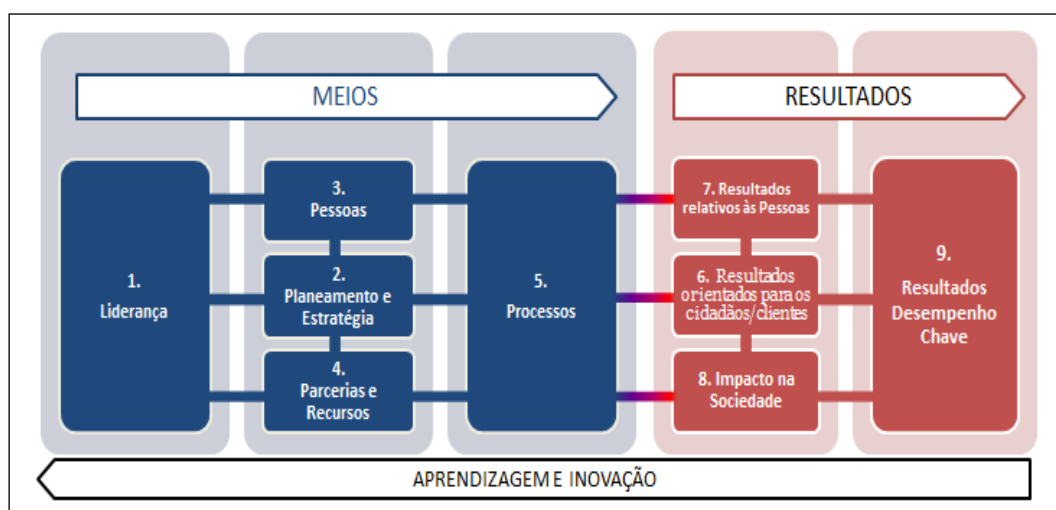 MEIOS
RESULTADOS
1.
Liderança
3.
Pessoas
2.
Planeamento e
Estratégia
4.
Parcerias e
Recursos
5.
Processos
7. Resultados
relativos às Pessoas
6. Resultados
orientados para os
cidadãos/clientes
8. Impacto na
Sociedade
9.
Resultados
Desempenho
Chave
APRENDIZAGEM E INOVAÇÃO